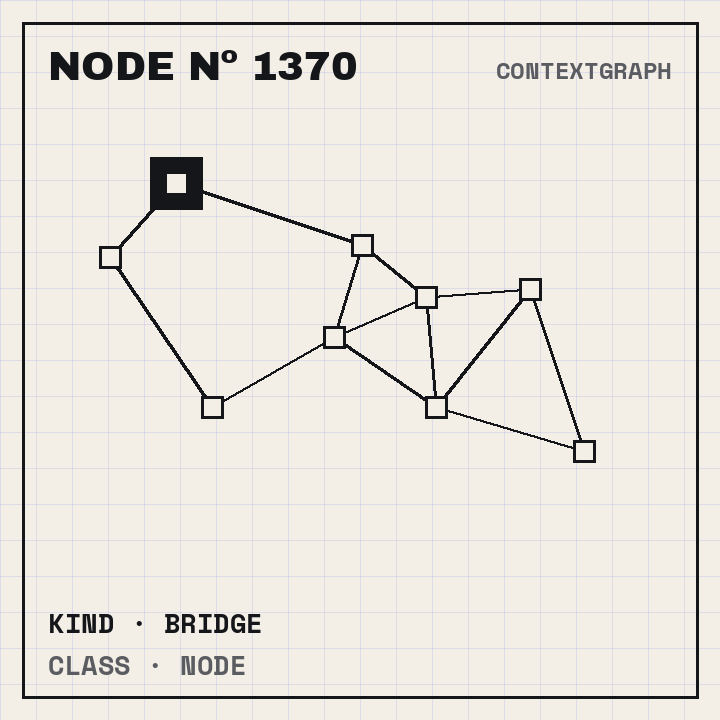 NODE Nº 1370
CONTEXTGRAPH
KIND · BRIDGE
CLASS · NODE